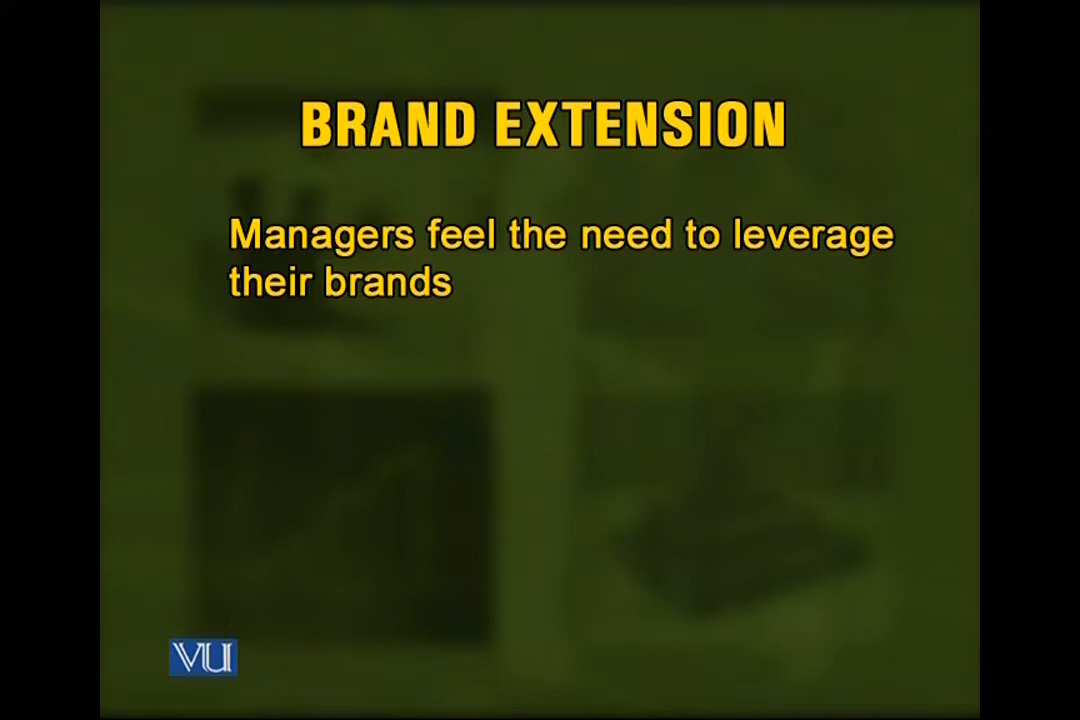 BRAND EXTENSION
Managers feel the need to leverage
their brands
VU